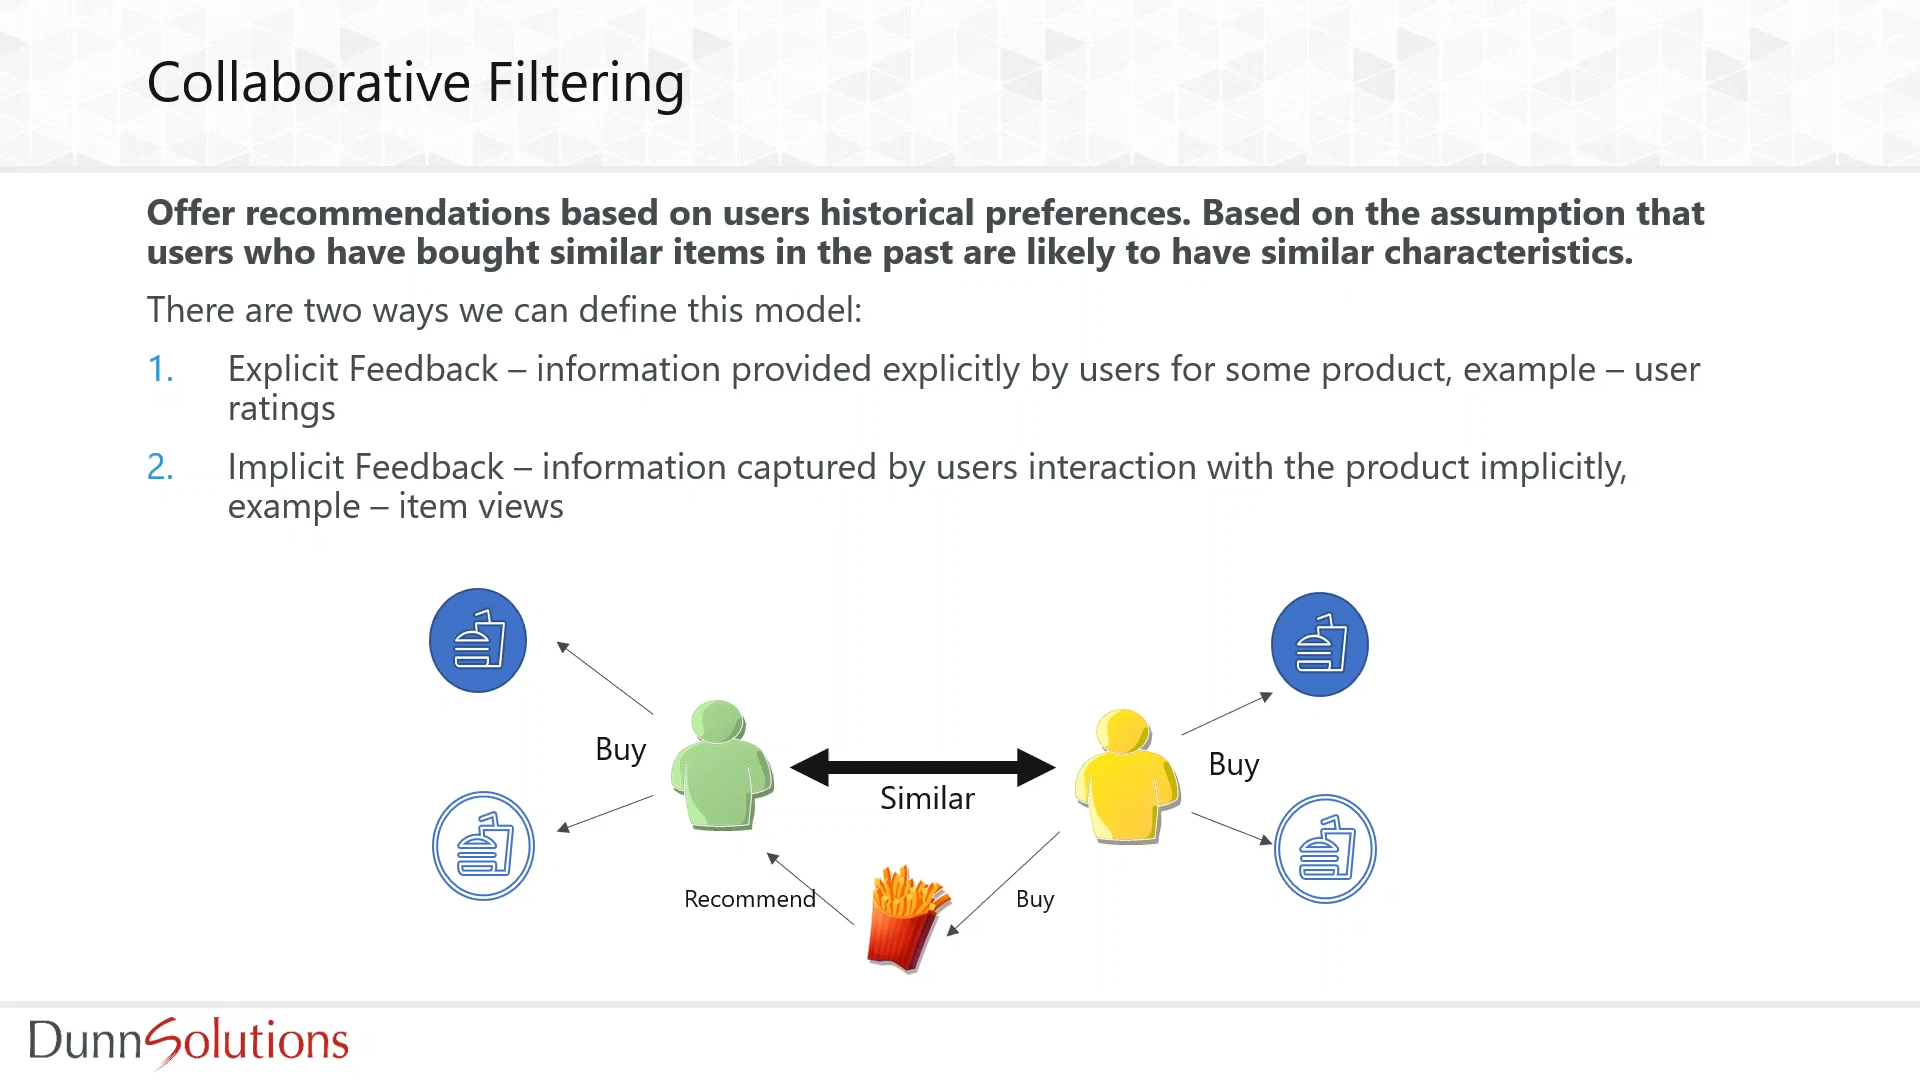 Collaborative Filtering
Offer recommendations based on users historical preferences. Based on the assumption that
users who have bought similar items in the past are likely to have similar characteristics.
There are two ways we can define this model:
1. Explicit Feedback – information provided explicitly by users for some product, example – user
ratings
2. Implicit Feedback – information captured by users interaction with the product implicitly,
example – item views
Buy
Similar
Buy
Recommend
Buy
DunnSolutions